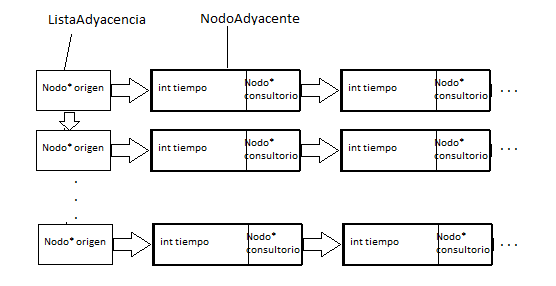 ListaAdyacencia
NodoAdyacente
Nodo* origen
int tiempo
Nodo*
consultorio
int tiempo
Nodo*
consultorio
. . .
Nodo* origen
int tiempo
Nodo*
consultorio
int tiempo
Nodo*
consultorio
. . .
Nodo* origen
int tiempo
Nodo*
consultorio
int tiempo
Nodo*
consultorio
. . .